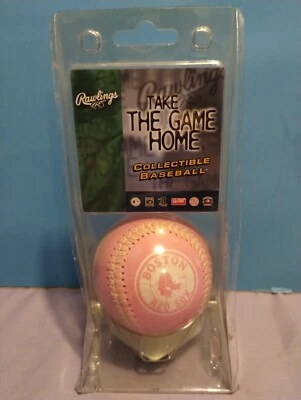 Rawlings
TAKE
THE GAME
HOME
COLLECTIBLE
BASEBALL
BOSTON
RED SOX